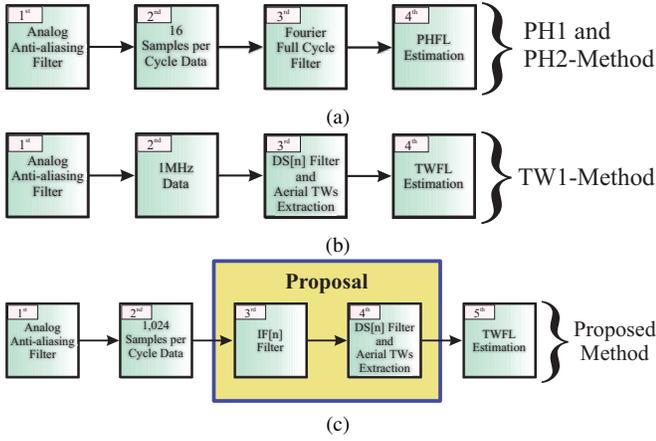 1st
Analog
Anti-aliasing
Filter
2nd
16
Samples per
Cycle Data
3rd
Fourier
Full Cycle
Filter
4th
PHFL
Estimation
PH1 and
PH2-Method
(a)
1st
Analog
Anti-aliasing
Filter
2nd
1MHz
Data
3rd
DS[n] Filter
and
Aerial TWs
Extraction
4th
TWFL
Estimation
TW1-Method
(b)
Proposal
1st
Analog
Anti-aliasing
Filter
2nd
1,024
Samples per
Cycle Data
3rd
IF[n]
Filter
4th
DS[n] Filter
and
Aerial TWs
Extraction
5th
TWFL
Estimation
Proposed
Method
(c)